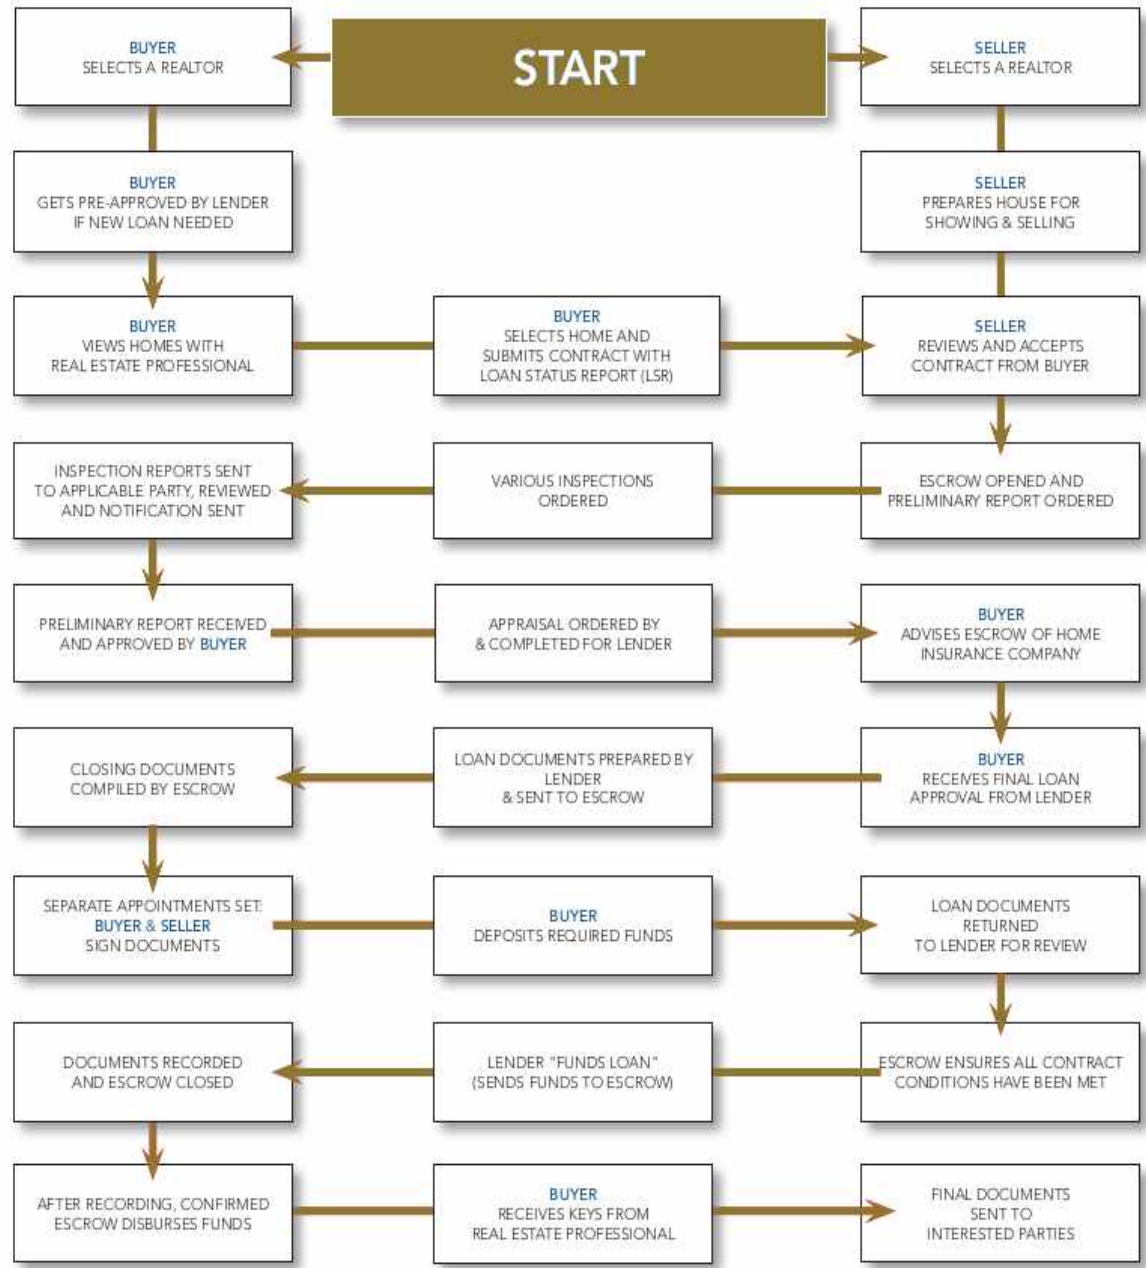 START
BUYER
SELECTS A REALTOR
SELLER
SELECTS A REALTOR
BUYER
GETS PRE-APPROVED BY LENDER
IF NEW LOAN NEEDED
SELLER
PREPARES HOUSE FOR
SHOWING & SELLING
BUYER
VIEWS HOMES WITH
REAL ESTATE PROFESSIONAL
BUYER
SELECTS HOME AND
SUBMITS CONTRACT WITH
LOAN STATUS REPORT (LSR)
SELLER
REVIEWS AND ACCEPTS
CONTRACT FROM BUYER
ESCROW OPENED AND
PRELIMINARY REPORT ORDERED
VARIOUS INSPECTIONS
ORDERED
INSPECTION REPORTS SENT
TO APPLICABLE PARTY, REVIEWED
AND NOTIFICATION SENT
PRELIMINARY REPORT RECEIVED
AND APPROVED BY BUYER
APPRAISAL ORDERED BY
& COMPLETED FOR LENDER
BUYER
ADVISES ESCROW OF HOME
INSURANCE COMPANY
BUYER
RECEIVES FINAL LOAN
APPROVAL FROM LENDER
LOAN DOCUMENTS PREPARED BY
LENDER
& SENT TO ESCROW
CLOSING DOCUMENTS
COMPILED BY ESCROW
SEPARATE APPOINTMENTS SET:
BUYER & SELLER
SIGN DOCUMENTS
BUYER
DEPOSITS REQUIRED FUNDS
LOAN DOCUMENTS
RETURNED
TO LENDER FOR REVIEW
ESCROW ENSURES ALL CONTRACT
CONDITIONS HAVE BEEN MET
LENDER "FUNDS LOAN"
(SENDS FUNDS TO ESCROW)
DOCUMENTS RECORDED
AND ESCROW CLOSED
AFTER RECORDING, CONFIRMED
ESCROW DISBURSES FUNDS
BUYER
RECEIVES KEYS FROM
REAL ESTATE PROFESSIONAL
FINAL DOCUMENTS
SENT TO
INTERESTED PARTIES